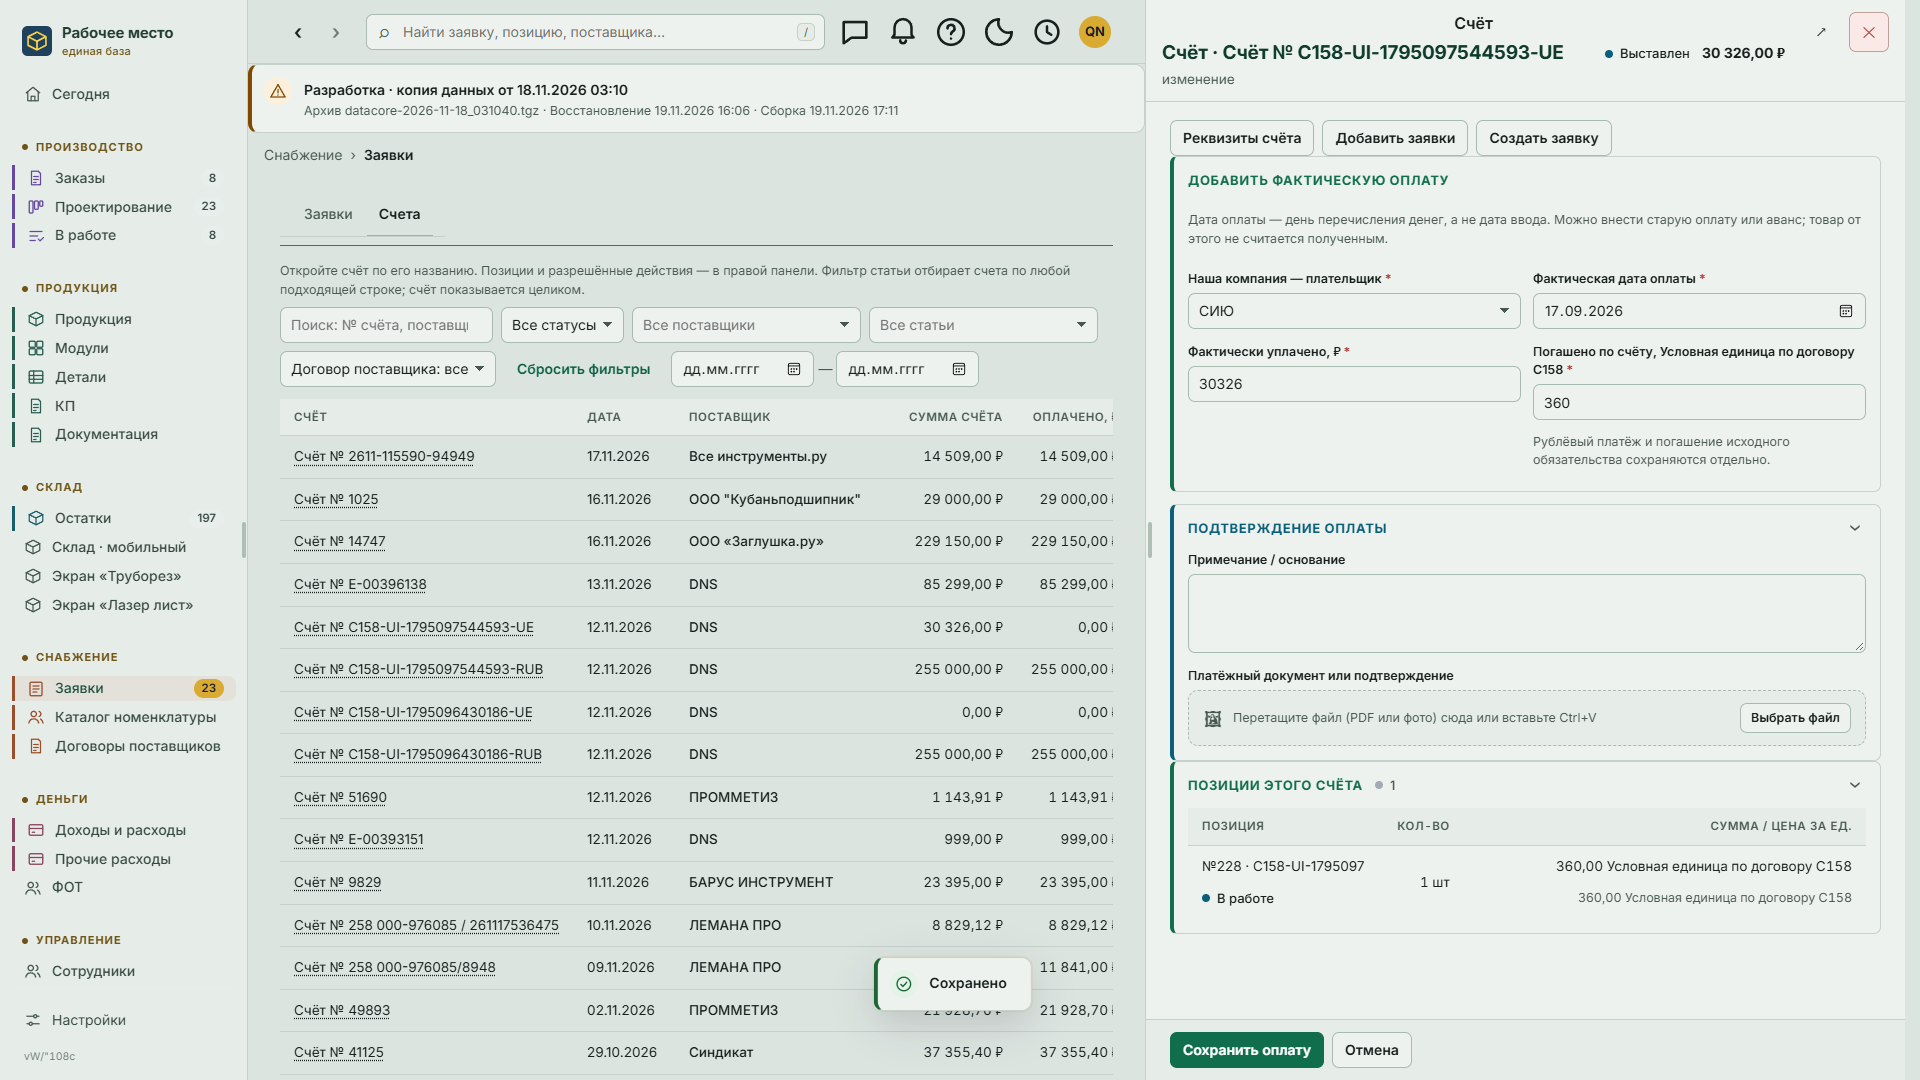 Рабочее место
единая база
Сегодня
ПРОИЗВОДСТВО
Заказы 8
Проектирование 23
В работе 8
ПРОДУКЦИЯ
Продукция
Модули
Детали
КП
Документация
СКЛАД
Остатки 197
Склад · мобильный
Экран «Труборез»
Экран «Лазер лист»
СНАБЖЕНИЕ
Заявки 23
Каталог номенклатуры
Договоры поставщиков
ДЕНЬГИ
Доходы и расходы
Прочие расходы
ФОТ
УПРАВЛЕНИЕ
Сотрудники
Настройки
vW/"108c
Найти заявку, позицию, поставщика... /
QN
Разработка · копия данных от 18.11.2026 03:10
Архив datacore-2026-11-18_031040.tgz · Восстановление 19.11.2026 16:06 · Сборка 19.11.2026 17:11
Снабжение › Заявки
Заявки Счета
Откройте счёт по его названию. Позиции и разрешённые действия — в правой панели. Фильтр статьи отбирает счета по любой
подходящей строке; счёт показывается целиком.
Поиск: № счёта, поставщ Все статусы Все поставщики Все статьи
Договор поставщика: все Сбросить фильтры дд.мм.гггг — дд.мм.гггг
СЧЁТ ДАТА ПОСТАВЩИК СУММА СЧЁТА ОПЛАЧЕНО,
Счёт № 2611-115590-94949 17.11.2026 Все инструменты.ру 14 509,00 ₽ 14 509,00
Счёт № 1025 16.11.2026 ООО "Кубаньподшипник" 29 000,00 ₽ 29 000,00
Счёт № 14747 16.11.2026 ООО «Заглушка.ру» 229 150,00 ₽ 229 150,00
Счёт № Е-00396138 13.11.2026 DNS 85 299,00 ₽ 85 299,00
Счёт № C158-UI-1795097544593-UE 12.11.2026 DNS 30 326,00 ₽ 0,00
Счёт № C158-UI-1795097544593-RUB 12.11.2026 DNS 255 000,00 ₽ 255 000,00
Счёт № C158-UI-1795096430186-UE 12.11.2026 DNS 0,00 ₽ 0,00
Счёт № C158-UI-1795096430186-RUB 12.11.2026 DNS 255 000,00 ₽ 255 000,00
Счёт № 51690 12.11.2026 ПРОММЕТИЗ 1 143,91 ₽ 1 143,91
Счёт № Е-00393151 12.11.2026 DNS 999,00 ₽ 999,00
Счёт № 9829 11.11.2026 БАРУС ИНСТРУМЕНТ 23 395,00 ₽ 23 395,00
Счёт № 258 000-976085 / 261117536475 10.11.2026 ЛЕМАНА ПРО 8 829,12 ₽ 8 829,12
Счёт № 258 000-976085/8948 09.11.2026 ЛЕМАНА ПРО 11 841,00
Счёт № 49893 02.11.2026 ПРОММЕТИЗ 21 928,70 ₽ 21 928,70
Счёт № 41125 29.10.2026 Синдикат 37 355,40 ₽ 37 355,40
Сохранено
Счёт
Счёт · Счёт № C158-UI-1795097544593-UE Выставлен 30 326,00 ₽
изменение
Реквизиты счёта Добавить заявки Создать заявку
ДОБАВИТЬ ФАКТИЧЕСКУЮ ОПЛАТУ
Дата оплаты — день перечисления денег, а не дата ввода. Можно внести старую оплату или аванс; товар от
этого не считается полученным.
Наша компания — плательщик * Фактическая дата оплаты *
СИЮ 17.09.2026
Фактически уплачено, ₽ * Погашено по счёту, Условная единица по договору
С158 *
30326 360
Рублёвый платёж и погашение исходного
обязательства сохраняются отдельно.
ПОДТВЕРЖДЕНИЕ ОПЛАТЫ
Примечание / основание
Платёжный документ или подтверждение
Перетащите файл (PDF или фото) сюда или вставьте Ctrl+V Выбрать файл
ПОЗИЦИИ ЭТОГО СЧЁТА 1
ПОЗИЦИЯ КОЛ-ВО СУММА / ЦЕНА ЗА ЕД.
№228 · C158-UI-1795097 360,00 Условная единица по договору С158
1 шт
В работе 360,00 Условная единица по договору С158
Сохранить оплату Отмена